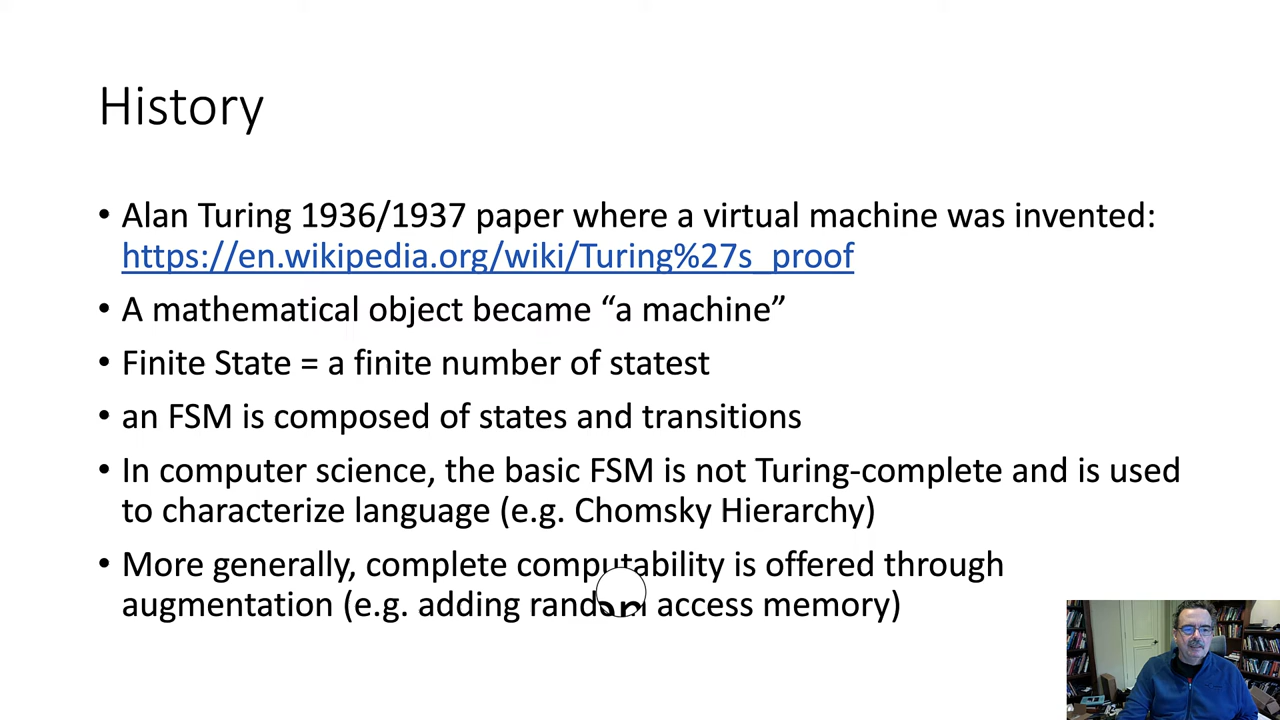 History
• Alan Turing 1936/1937 paper where a virtual machine was invented:
https://en.wikipedia.org/wiki/Turing%27s_proof
• A mathematical object became “a machine”
• Finite State = a finite number of statest
• an FSM is composed of states and transitions
• In computer science, the basic FSM is not Turing-complete and is used
to characterize language (e.g. Chomsky Hierarchy)
• More generally, complete computability is offered through
augmentation (e.g. adding random access memory)